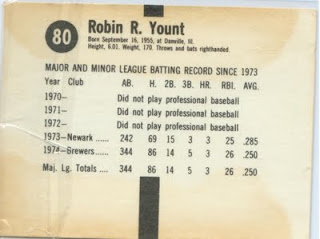 80
Robin R. Yount
Born September 16, 1955, at Danville, Ill.
Height, 6.01. Weight, 170. Throws and bats righthanded.
MAJOR AND MINOR LEAGUE BATTING RECORD SINCE 1973
Year Club AB. H. 2B. 3B. HR. RBI. AVG.
1970— Did not play professional baseball
1971— Did not play professional baseball
1972— Did not play professional baseball
1973—Newark ...... 242 69 15 3 3 25 .285
1974—Brewers ...... 344 86 14 5 3 26 .250
Maj. Lg. Totals .... 344 86 14 5 3 26 .250